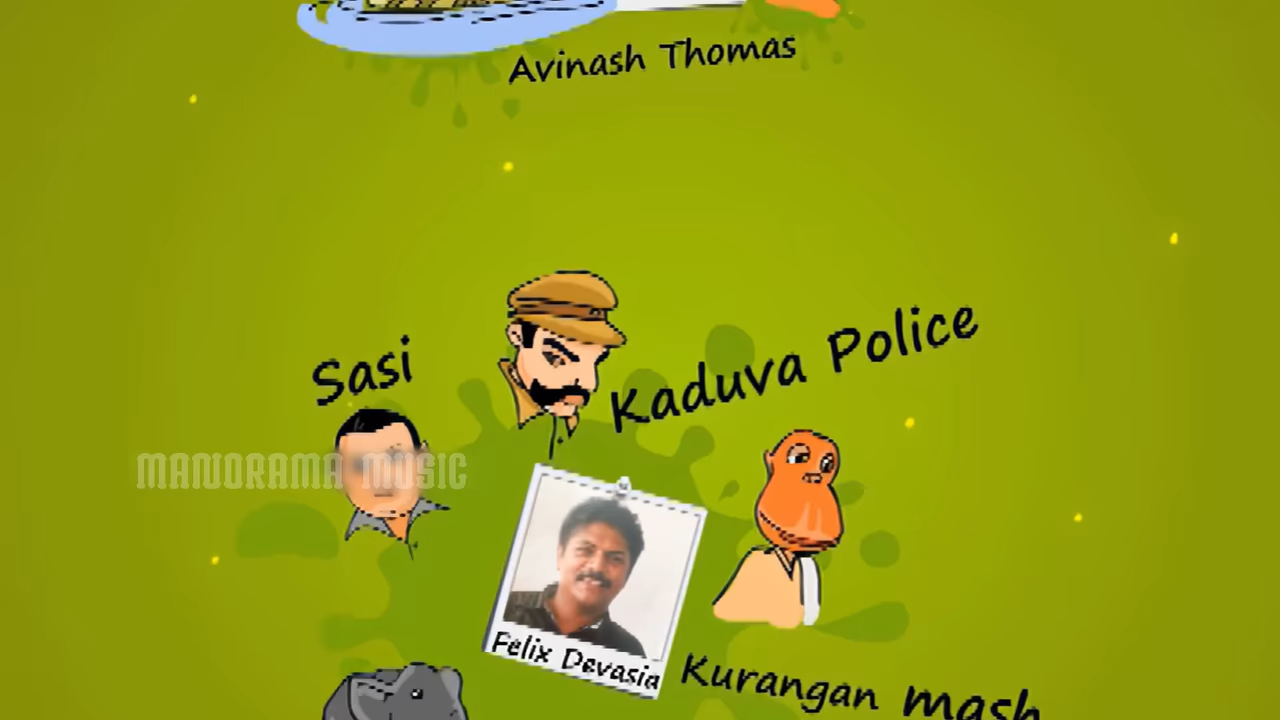 Avinash Thomas
Sasi
Kaduva Police
MANORAMA MUSIC
Felix Devasia
Kurangan mash